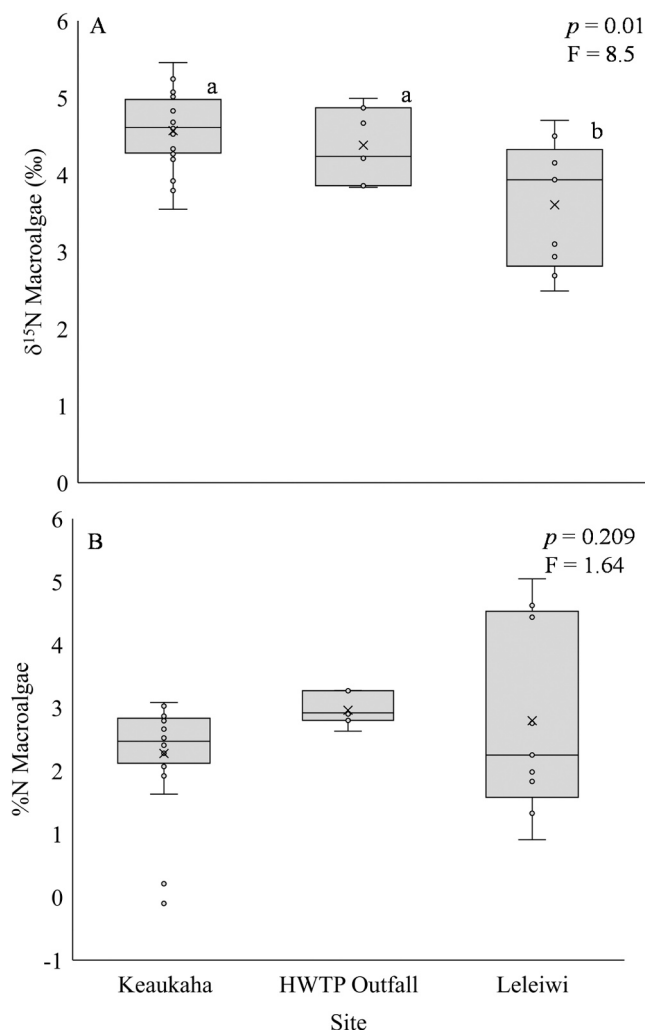 A
p = 0.01
F = 8.5
6
5
4
3
2
1
0
a
a
b
δ¹⁵N Macroalgae (‰)
B
p = 0.209
F = 1.64
6
5
4
3
2
1
0
-1
%N Macroalgae
Keaukaha HWTP Outfall Leleiwi
Site